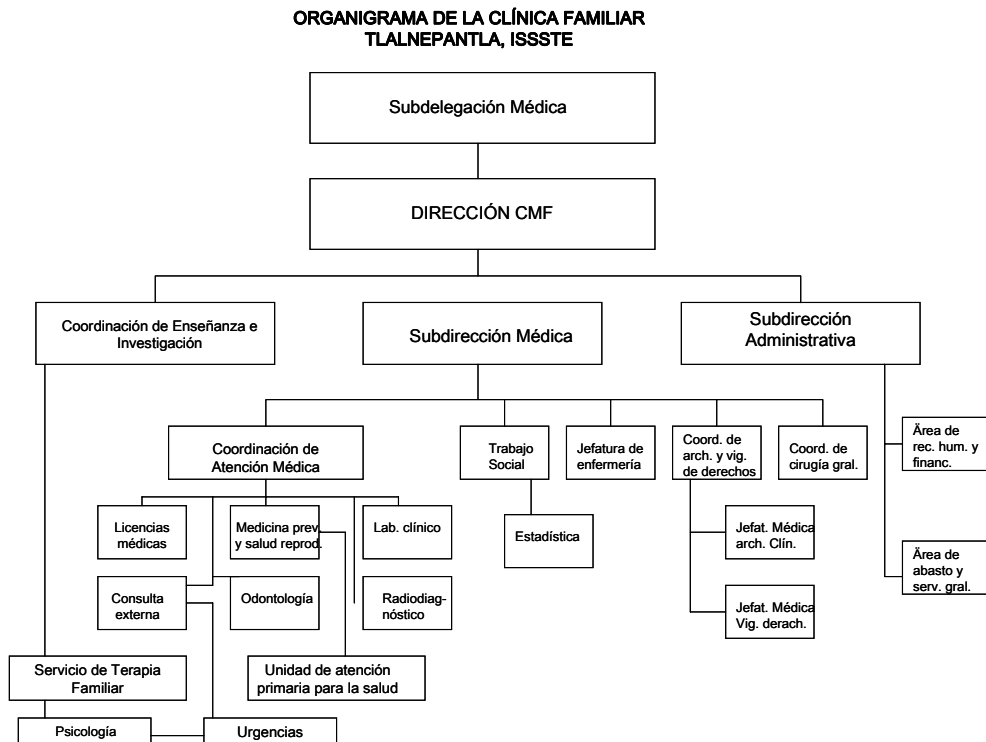 ORGANIGRAMA DE LA CLÍNICA FAMILIAR
TLALNEPANTLA, ISSSTE
Subdelegación Médica
DIRECCIÓN CMF
Coordinación de Enseñanza e
Investigación
Subdirección Médica
Subdirección
Administrativa
Coordinación de
Atención Médica
Trabajo
Social
Jefatura de
enfermería
Coord. de
arch. y vig.
de derechos
Coord. de
cirugía gral.
Ärea de
rec. hum. y
financ.
Licencias
médicas
Medicina prev.
y salud reprod.
Lab. clínico
Estadística
Jefat. Médica
arch. Clín.
Ärea de
abasto y
serv. gral.
Consulta
externa
Odontología
Radiodiag-
nóstico
Jefat. Médica
Vig. derach.
Servicio de Terapia
Familiar
Unidad de atención
primaria para la salud
Psicología
Urgencias